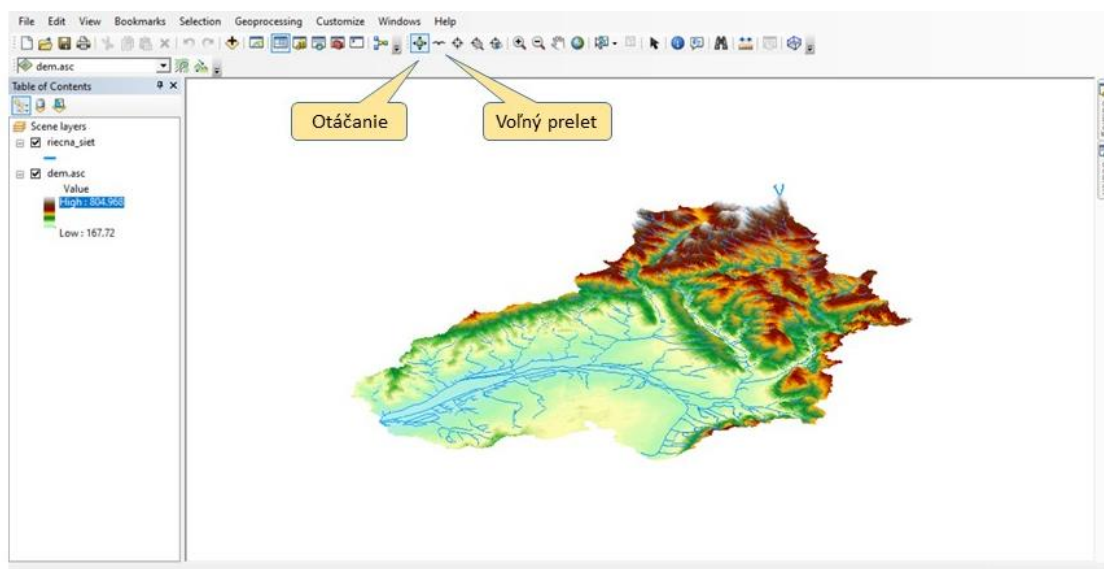 File Edit View Bookmarks Selection Geoprocessing Customize Windows Help
dem.asc
Table of Contents
Otáčanie
Voľný prelet
Scene layers
riecna_siet
dem.asc
Value
High : 804.968
Low : 167.72